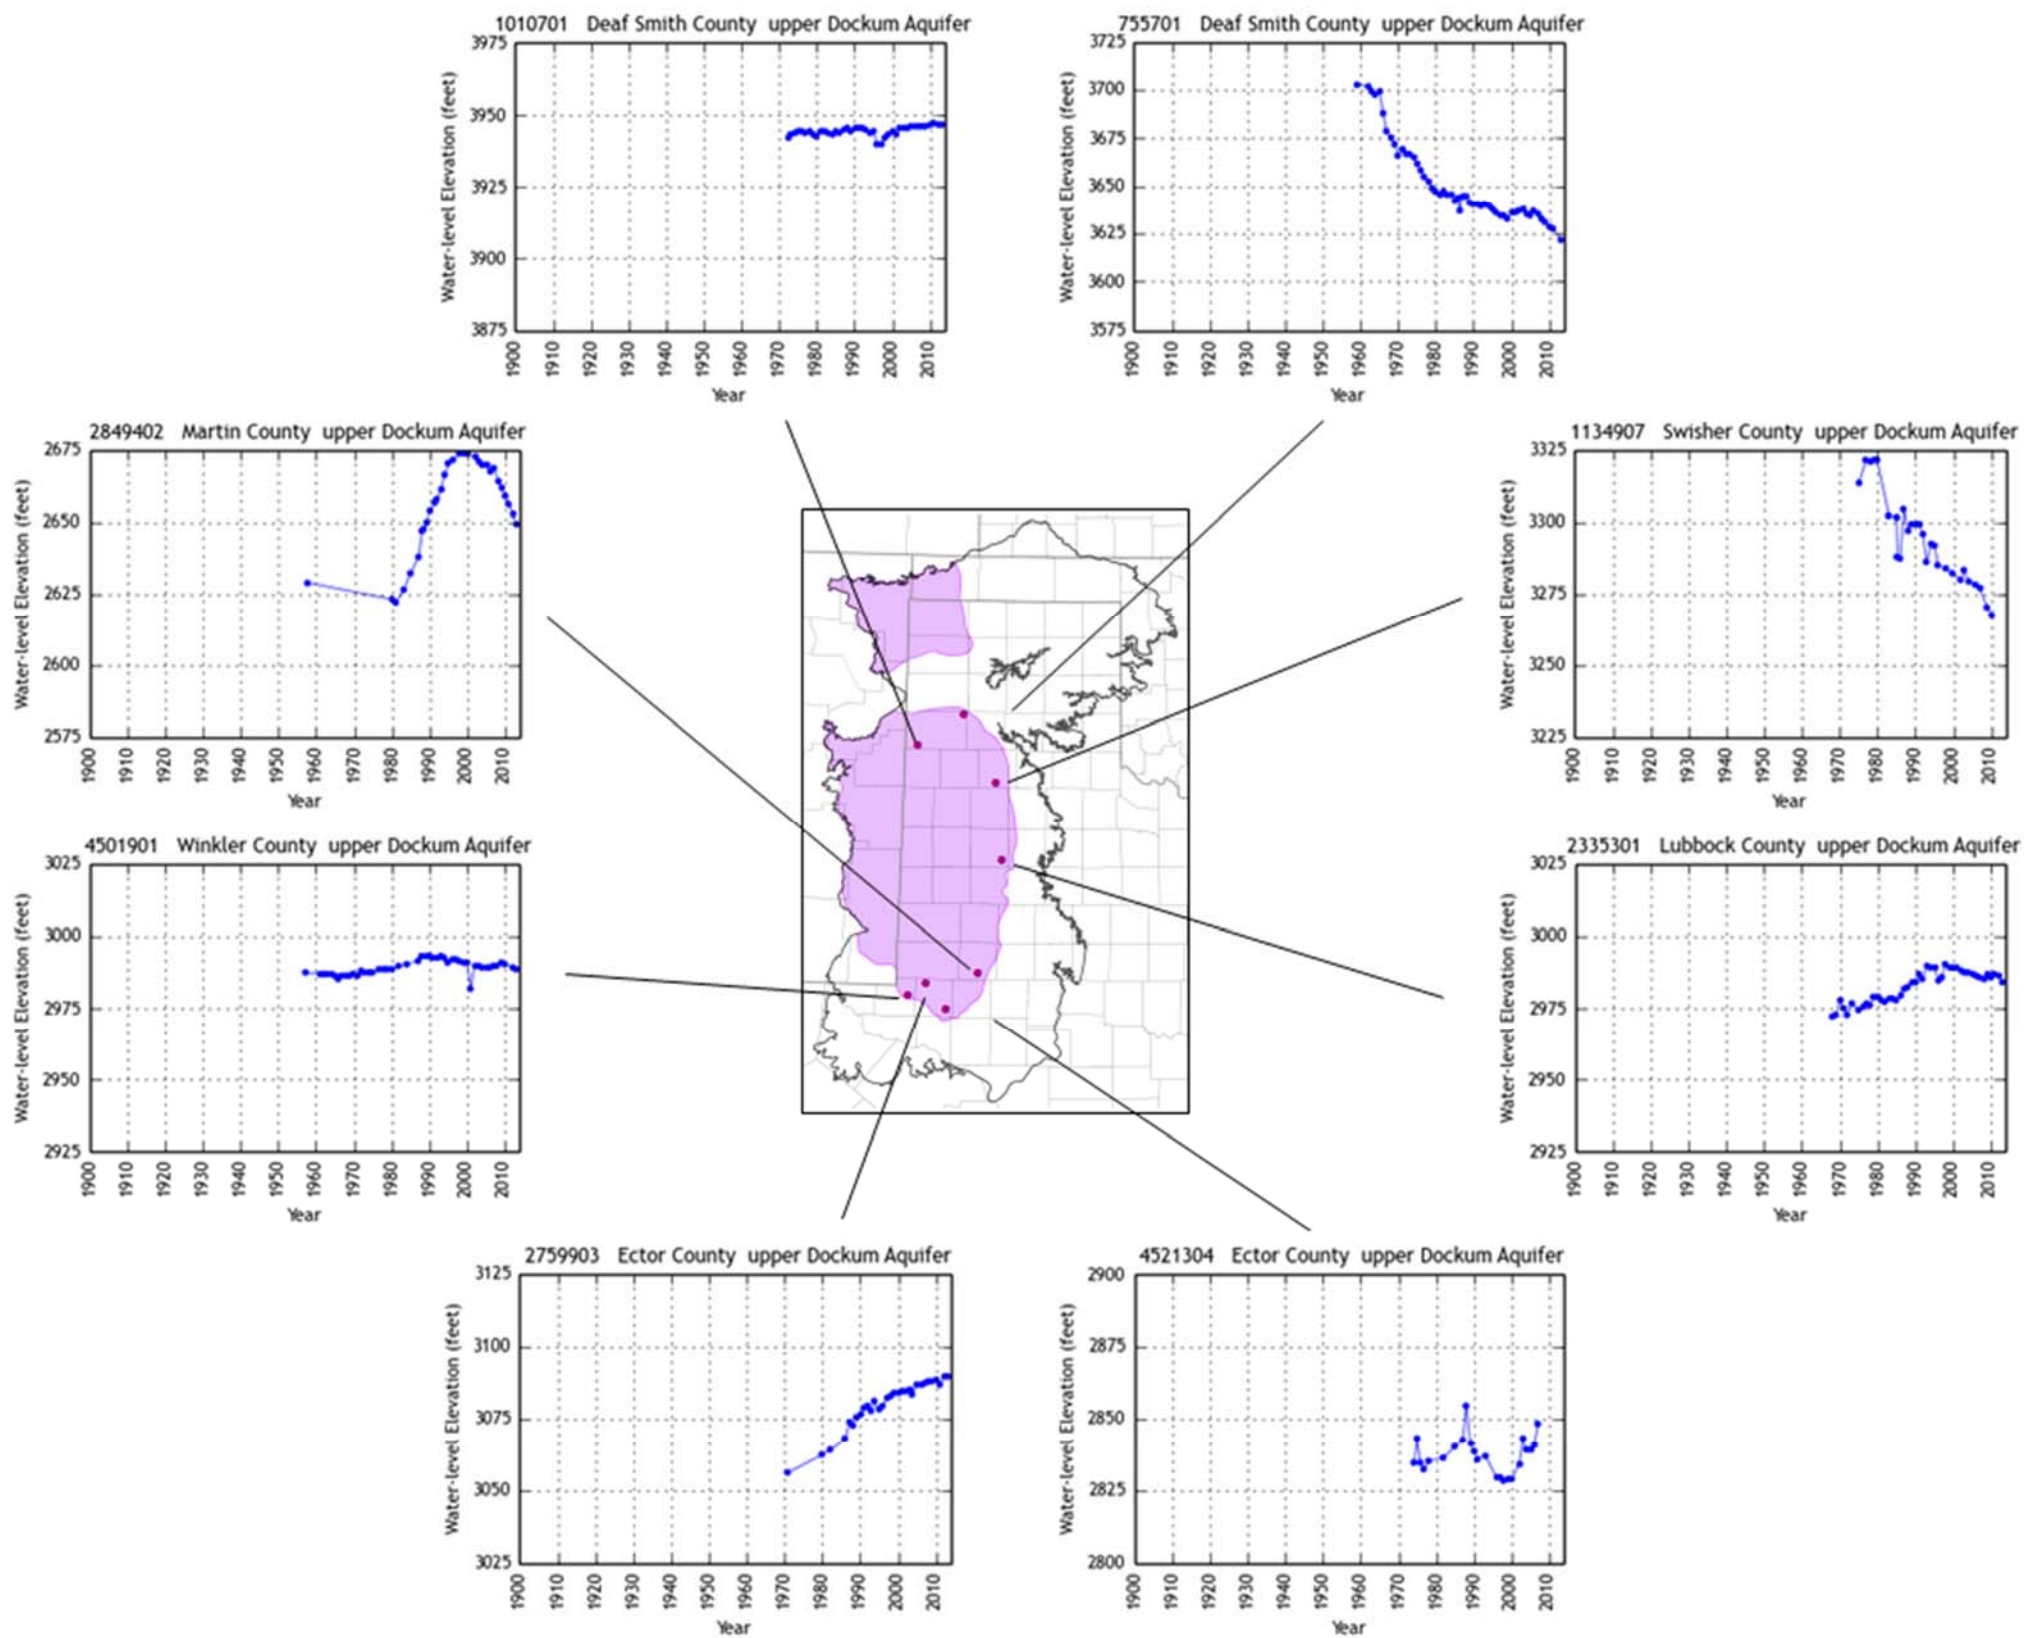 1010701 Deaf Smith County upper Dockum Aquifer
3975
3950
3925
3900
3875
Water-level Elevation (feet)
1900 1910 1920 1930 1940 1950 1960 1970 1980 1990 2000 2010
Year
755701 Deaf Smith County upper Dockum Aquifer
3725
3700
3675
3650
3625
3600
3575
Water-level Elevation (feet)
1900 1910 1920 1930 1940 1950 1960 1970 1980 1990 2000 2010
Year
2849402 Martin County upper Dockum Aquifer
2675
2650
2625
2600
2575
Water-level Elevation (feet)
1900 1910 1920 1930 1940 1950 1960 1970 1980 1990 2000 2010
Year
1134907 Swisher County upper Dockum Aquifer
3325
3300
3275
3250
3225
Water-level Elevation (feet)
1900 1910 1920 1930 1940 1950 1960 1970 1980 1990 2000 2010
Year
4501901 Winkler County upper Dockum Aquifer
3025
3000
2975
2950
2925
Water-level Elevation (feet)
1900 1910 1920 1930 1940 1950 1960 1970 1980 1990 2000 2010
Year
2335301 Lubbock County upper Dockum Aquifer
3025
3000
2975
2950
2925
Water-level Elevation (feet)
1900 1910 1920 1930 1940 1950 1960 1970 1980 1990 2000 2010
Year
2759903 Ector County upper Dockum Aquifer
3125
3100
3075
3050
3025
Water-level Elevation (feet)
1900 1910 1920 1930 1940 1950 1960 1970 1980 1990 2000 2010
Year
4521304 Ector County upper Dockum Aquifer
2900
2875
2850
2825
2800
Water-level Elevation (feet)
1900 1910 1920 1930 1940 1950 1960 1970 1980 1990 2000 2010
Year